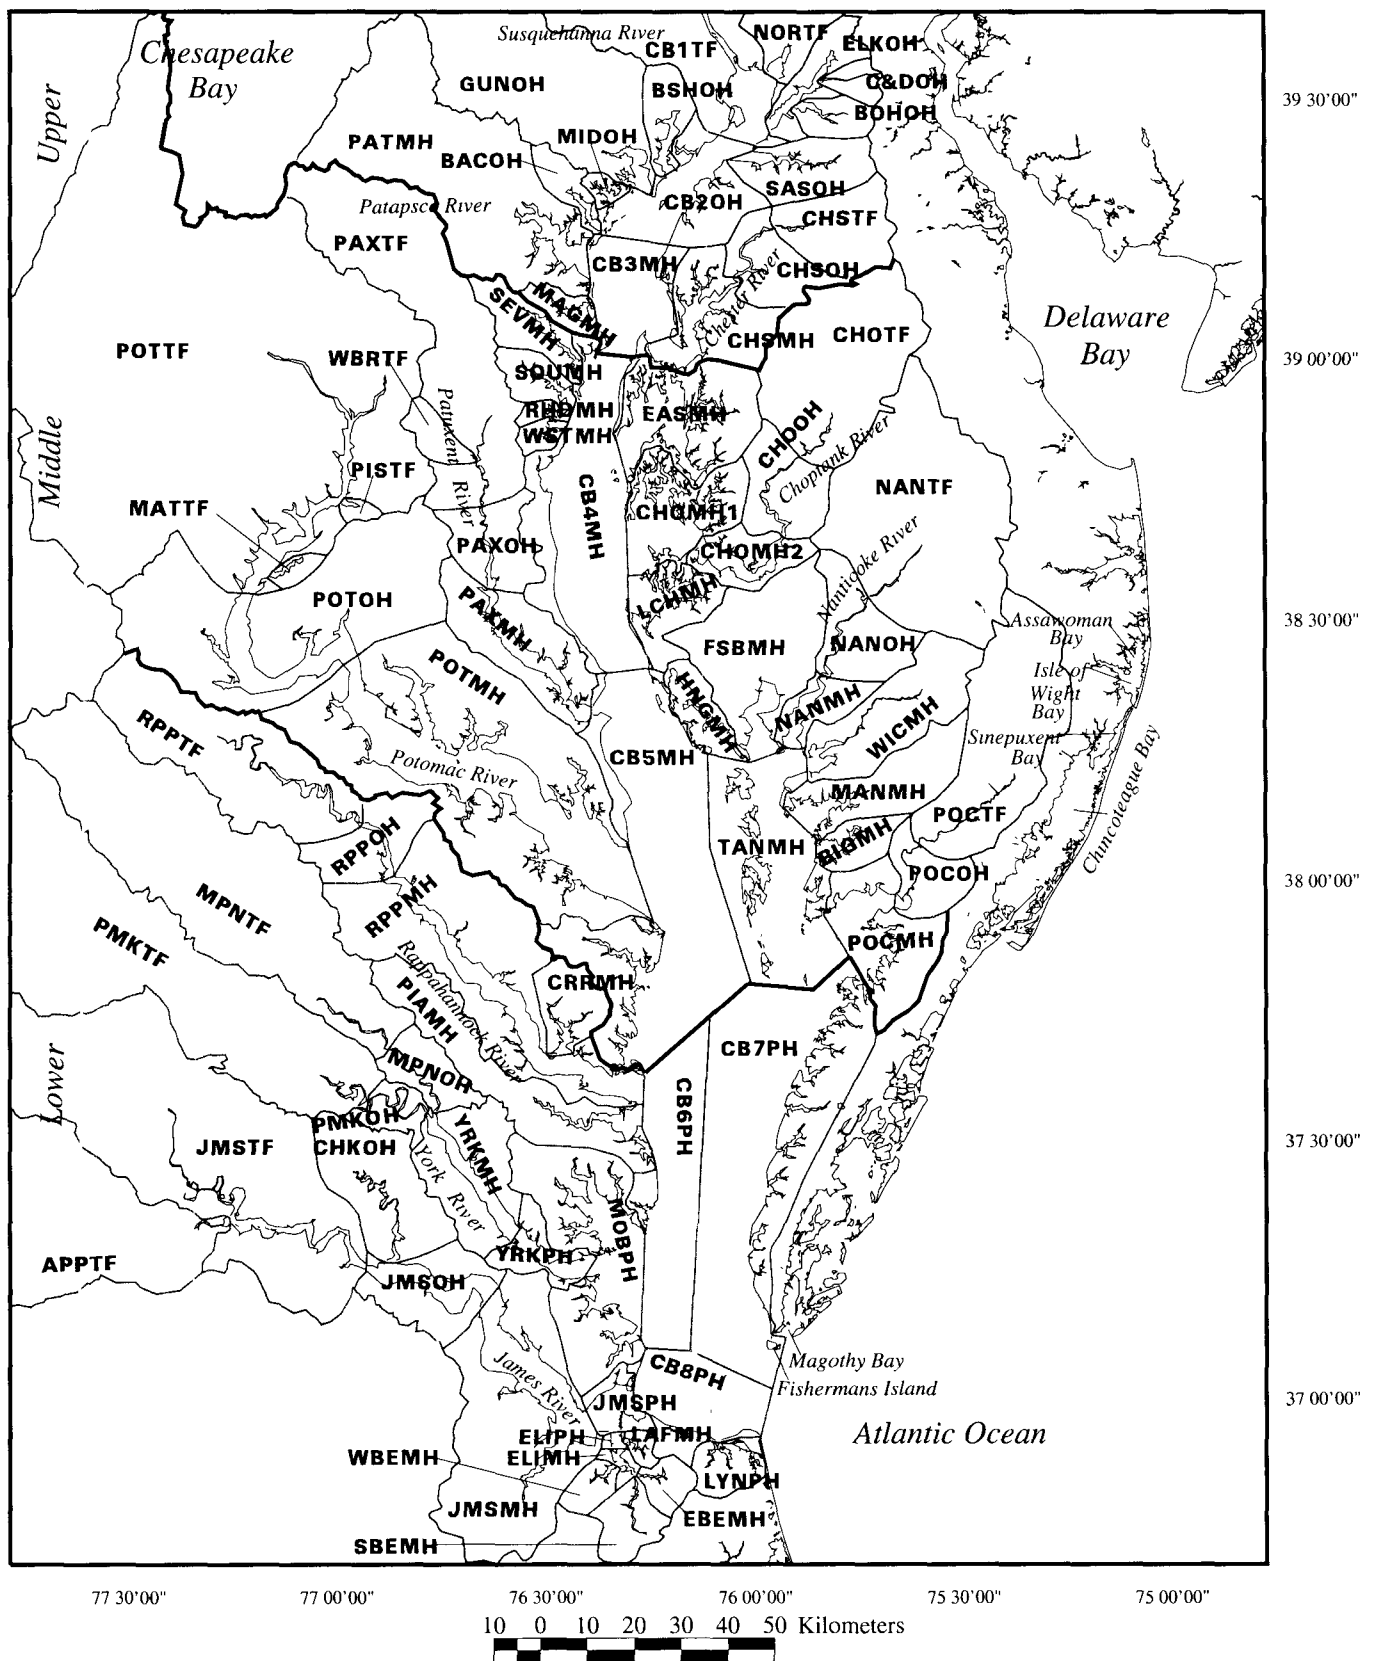 Susquehanna River
NORTF
ELKOH
CB1TF
Chesapeake
Bay
GUNOH
BSHOH
C&DOH
BOHOH
39 30'00"
Upper
PATMH
MIDOH
BACOH
SASOH
CB2OH
Patapsco River
CHSTF
PAXTF
CB3MH
CHSOH
Chester River
MAGMH
SEVMH
Delaware
Bay
CHSMH
CHOTF
POTTF
WBRTF
39 00'00"
SOUMH
RHDMH
EASMH
WSTMH
Patuxent
River
CHOOH
Choptank River
Middle
PISTF
NANTF
MATTF
CB4MH
CHOMH1
PAXOH
CHOMH2
Nanticoke River
POTOH
LCHMH
PAXMH
38 30'00"
Assawoman
Bay
FSBMH
NANOH
POTMH
Isle of
Wight
Bay
HNGMH
NANMH
WICMH
RPPTF
Sinepuxent
Bay
CB5MH
Potomac River
MANMH
Chincoteague Bay
POCTF
RPPOH
TANMH
BIGMH
POCOH
38 00'00"
RPPMH
MPNTF
PMKTF
POCMH
Rappahannock River
CRRMH
PIAMH
CB7PH
Lower
MPNOH
CB6PH
PMKOH
CHKOH
YRKMH
JMSTF
37 30'00"
York River
MOBPH
APPTF
YRKPH
JMSOH
Magothy Bay
CB8PH
Fishermans Island
James River
JMSPH
37 00'00"
ELIPH
LAFMH
Atlantic Ocean
WBEMH
ELIMH
LYNPH
JMSMH
EBEMH
SBEMH
77 30'00"
77 00'00"
76 30'00"
76 00'00"
75 30'00"
75 00'00"
10 0 10 20 30 40 50 Kilometers